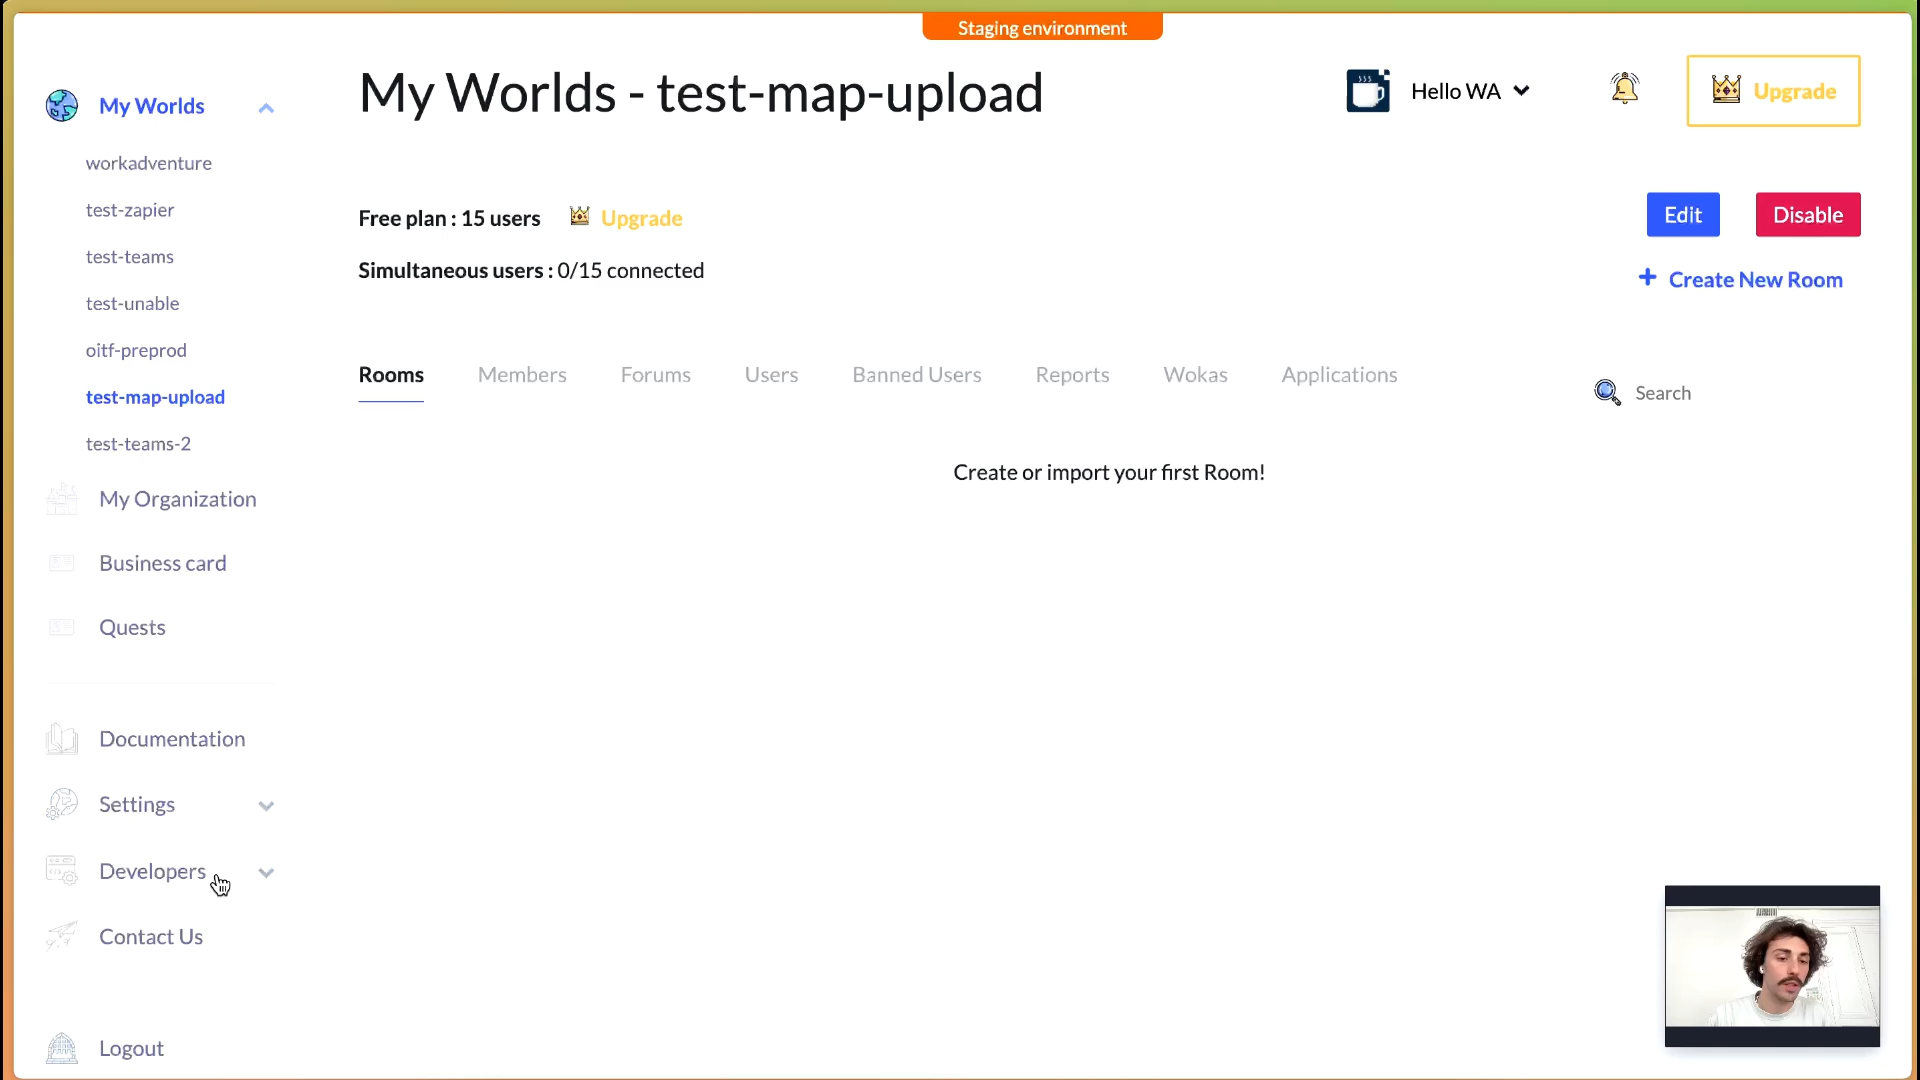 Staging environment
My Worlds
workadventure
test-zapier
test-teams
test-unable
oitf-preprod
test-map-upload
test-teams-2
My Organization
Business card
Quests
Documentation
Settings
Developers
Contact Us
Logout
My Worlds - test-map-upload
Hello WA
Upgrade
Free plan : 15 users Upgrade
Simultaneous users : 0/15 connected
Edit Disable
+ Create New Room
Rooms Members Forums Users Banned Users Reports Wokas Applications
Search
Create or import your first Room!